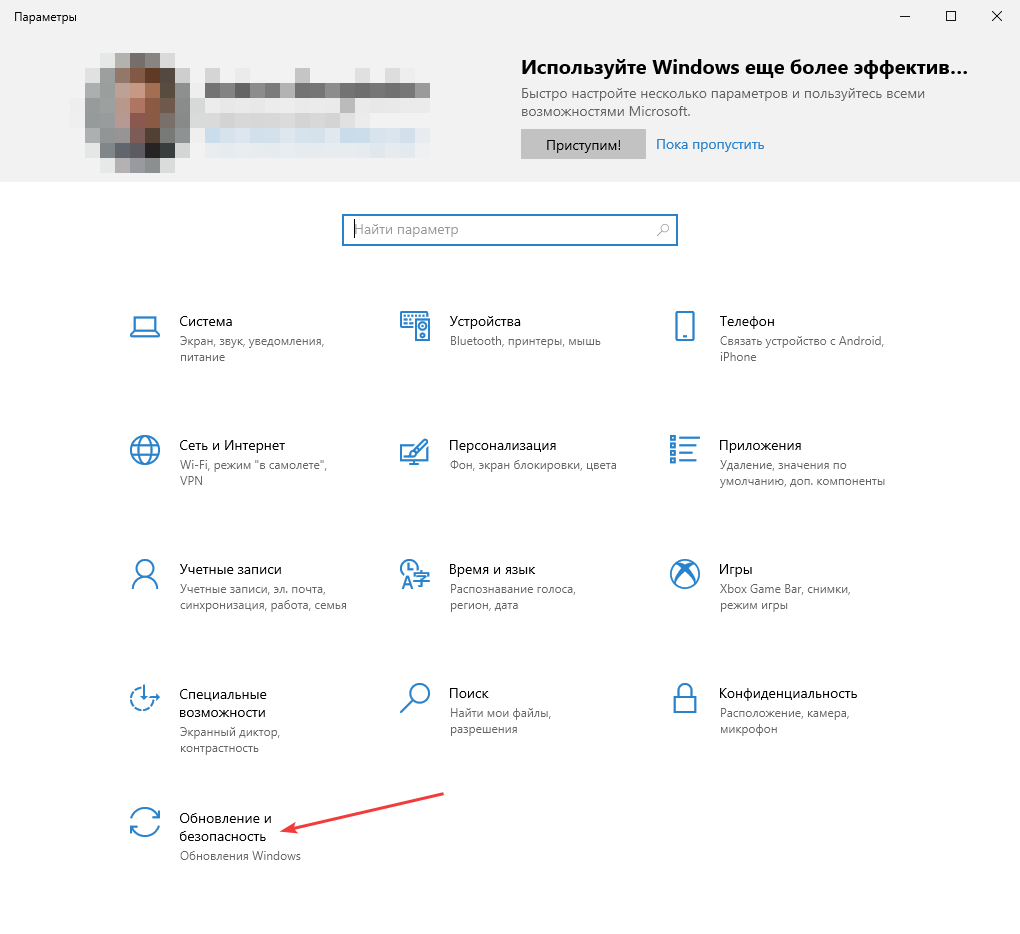 Параметры
Используйте Windows еще более эффектив...
Быстро настройте несколько параметров и пользуйтесь всеми
возможностями Microsoft.
Приступим!
Пока пропустить
Найти параметр
Система
Экран, звук, уведомления,
питание
Устройства
Bluetooth, принтеры, мышь
Телефон
Связать устройство с Android,
iPhone
Сеть и Интернет
Wi-Fi, режим "в самолете",
VPN
Персонализация
Фон, экран блокировки, цвета
Приложения
Удаление, значения по
умолчанию, доп. компоненты
Учетные записи
Учетные записи, эл. почта,
синхронизация, работа, семья
Время и язык
Распознавание голоса,
регион, дата
Игры
Xbox Game Bar, снимки,
режим игры
Специальные
возможности
Экранный диктор,
контрастность
Поиск
Найти мои файлы,
разрешения
Конфиденциальность
Расположение, камера,
микрофон
Обновление и
безопасность
Обновления Windows